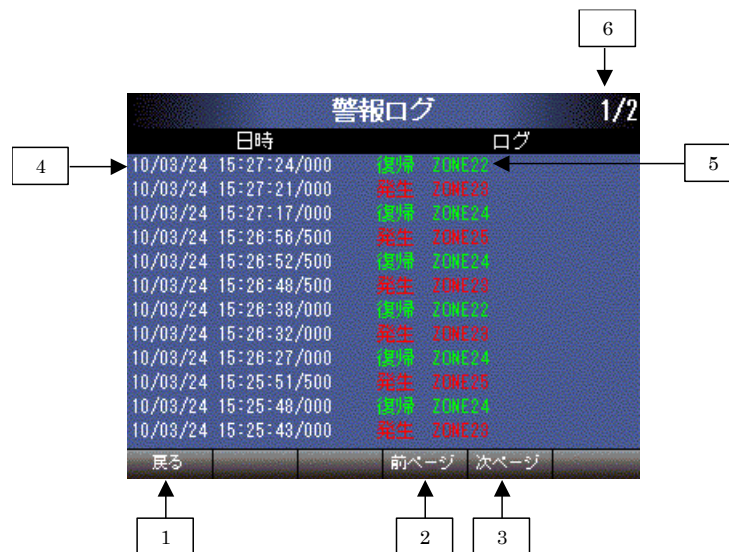 6
警報ログ 1/2
日時 ログ
4 10/03/24 15:27:24/000 復帰 ZONE22 5
10/03/24 15:27:21/000 発生 ZONE23
10/03/24 15:27:17/000 復帰 ZONE24
10/03/24 15:26:56/500 発生 ZONE25
10/03/24 15:26:52/500 復帰 ZONE24
10/03/24 15:26:48/500 発生 ZONE23
10/03/24 15:26:38/000 復帰 ZONE22
10/03/24 15:26:32/000 発生 ZONE23
10/03/24 15:26:27/000 復帰 ZONE24
10/03/24 15:25:51/500 発生 ZONE25
10/03/24 15:25:48/000 復帰 ZONE24
10/03/24 15:25:43/000 発生 ZONE23
戻る 前ページ 次ページ
1 2 3